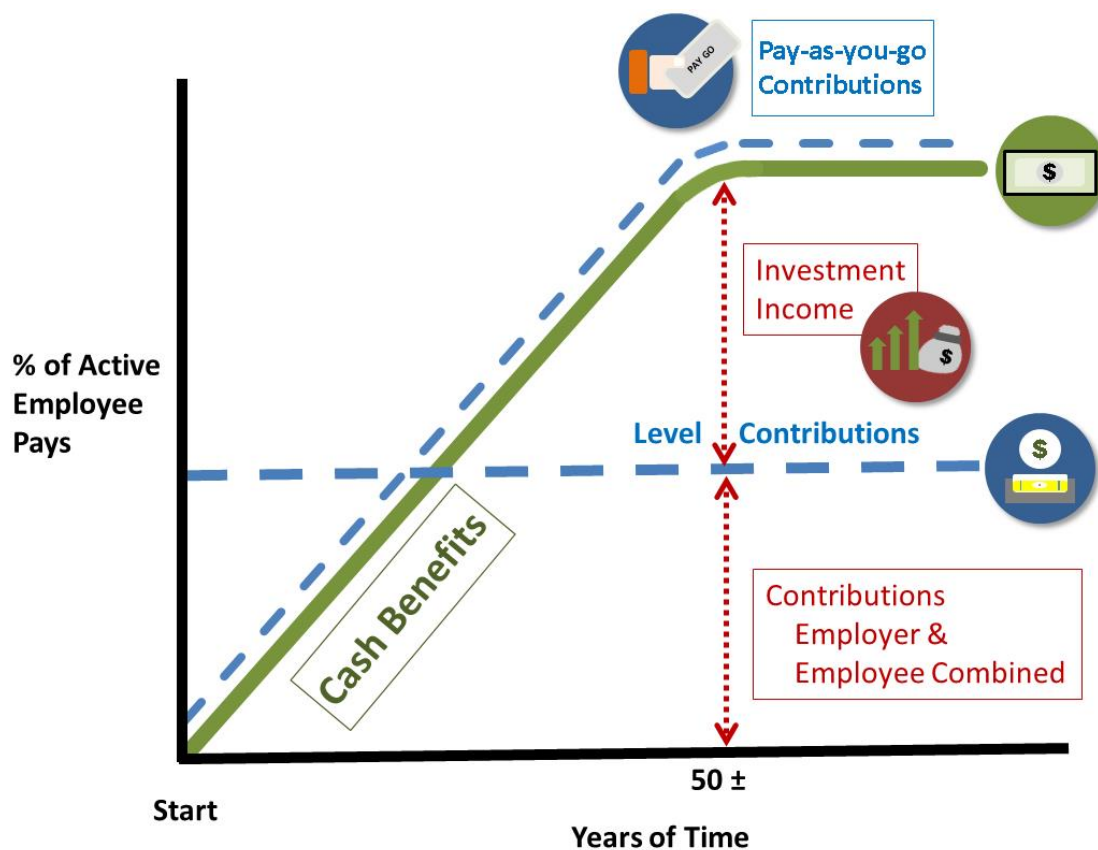 PAY GO
Pay-as-you-go
Contributions
$
Investment
Income
$
% of Active
Employee
Pays
Level Contributions
$
Cash Benefits
Contributions
Employer &
Employee Combined
50 ±
Start
Years of Time